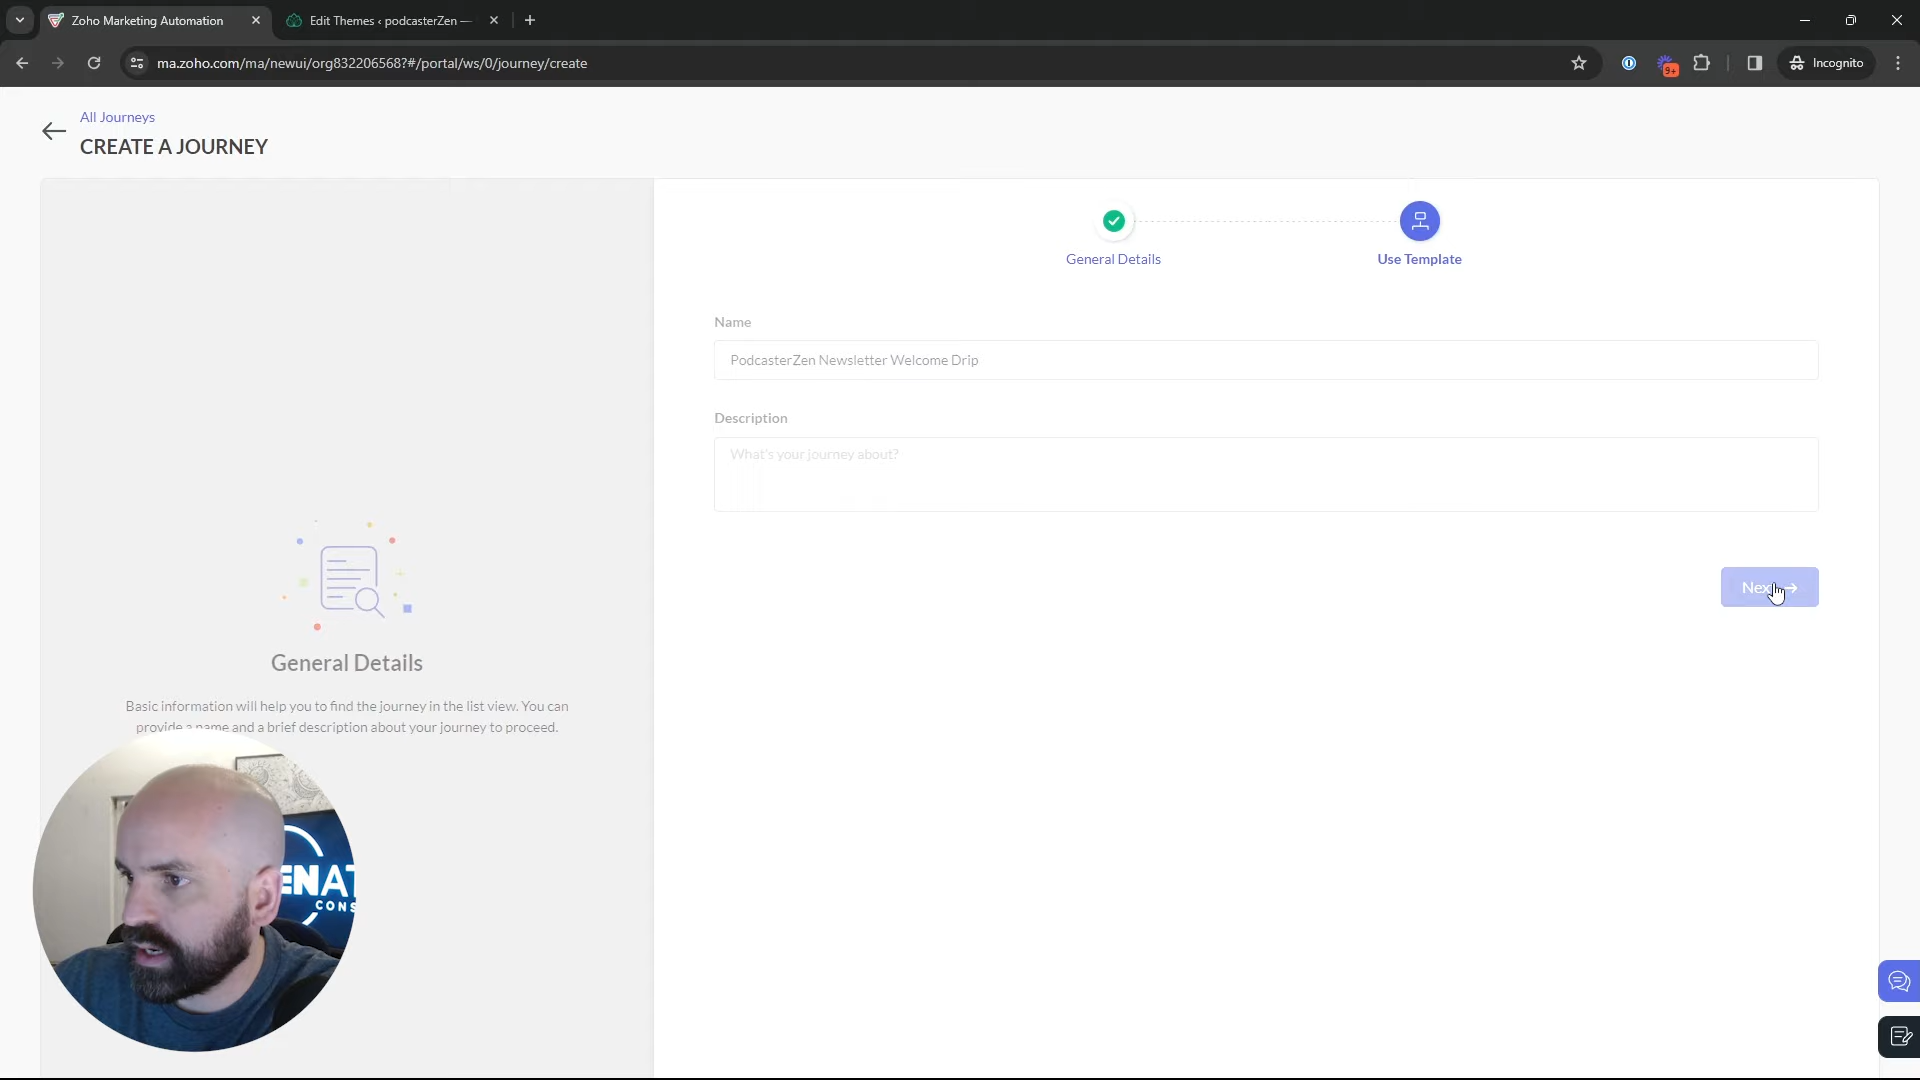 Zoho Marketing Automation
Edit Themes ‹ podcasterZen —
ma.zoho.com/ma/newui/org832206568?#/portal/ws/0/journey/create
9+
Incognito
All Journeys
CREATE A JOURNEY
General Details
Use Template
Name
PodcasterZen Newsletter Welcome Drip
Description
What's your journey about?
Next
General Details
Basic information will help you to find the journey in the list view. You can
provide a name and a brief description about your journey to proceed.
ENAT
CONS